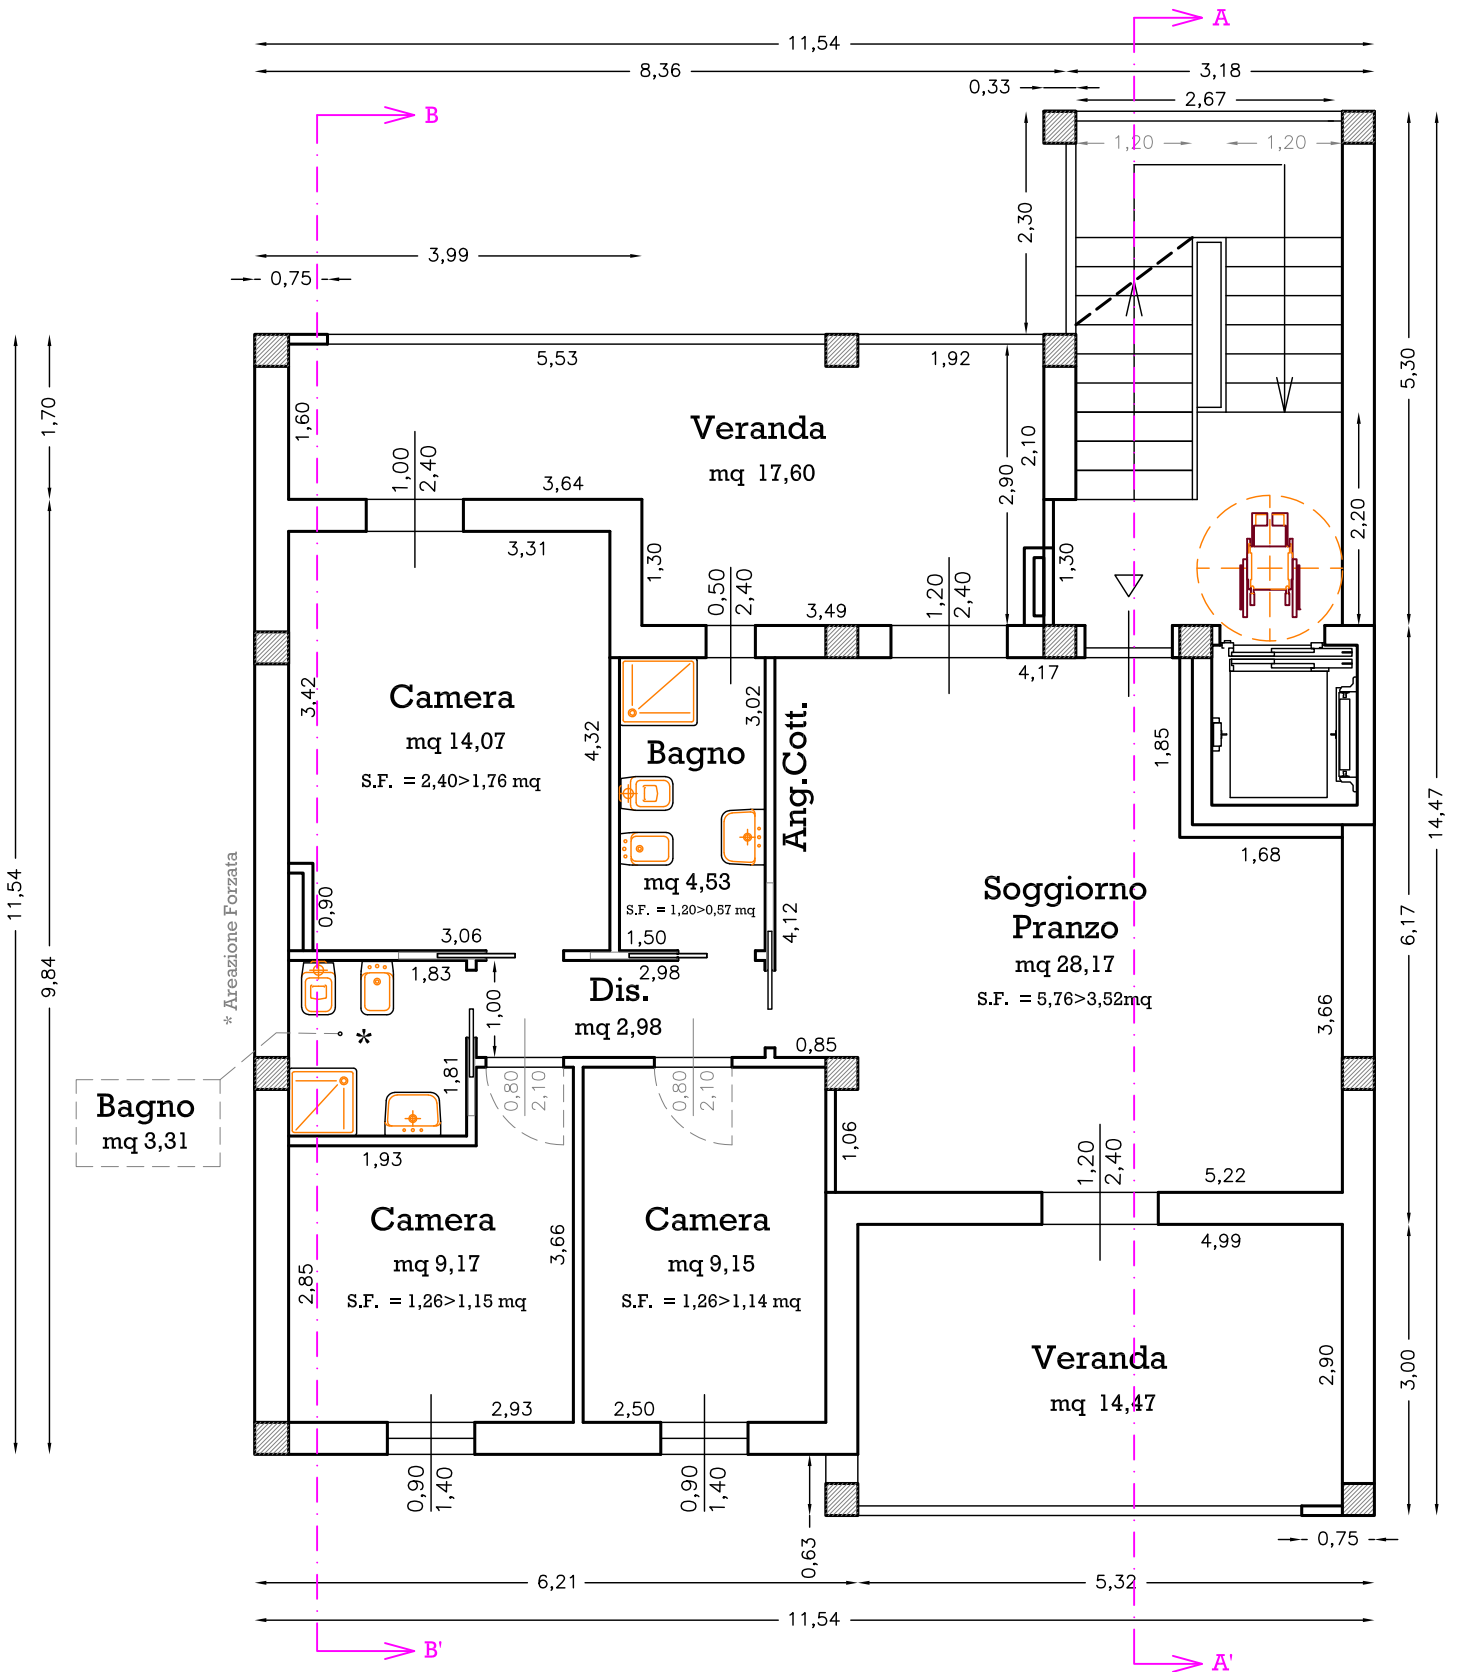 A
11,54
8,36
3,18
0,33
2,67
B
1,20
1,20
2,30
3,99
0,75
5,53
1,92
5,30
1,70
1,60
Veranda
mq 17,60
2,10
2,90
1,00
2,40
3,64
3,31
1,30
1,30
2,20
0,50
2,40
3,49
1,20
2,40
4,17
Camera
mq 14,07
S.F. = 2,40>1,76 mq
3,42
4,32
3,02
Bagno
Ang.Cott.
1,85
14,47
1,68
mq 4,53
S.F. = 1,20>0,57 mq
11,54
9,84
* Areazione Forzata
0,90
3,06
1,50
4,12
Soggiorno
Pranzo
mq 28,17
S.F. = 5,76>3,52mq
6,17
1,83
2,98
Dis.
mq 2,98
1,00
*
3,66
0,85
1,81
0,80
2,10
0,80
2,10
Bagno
mq 3,31
1,93
1,06
1,20
2,40
5,22
Camera
mq 9,17
S.F. = 1,26>1,15 mq
3,66
2,85
Camera
mq 9,15
S.F. = 1,26>1,14 mq
4,99
Veranda
mq 14,47
2,90
3,00
2,93
2,50
0,90
1,40
0,90
1,40
0,63
0,75
6,21
5,32
11,54
B'
A'